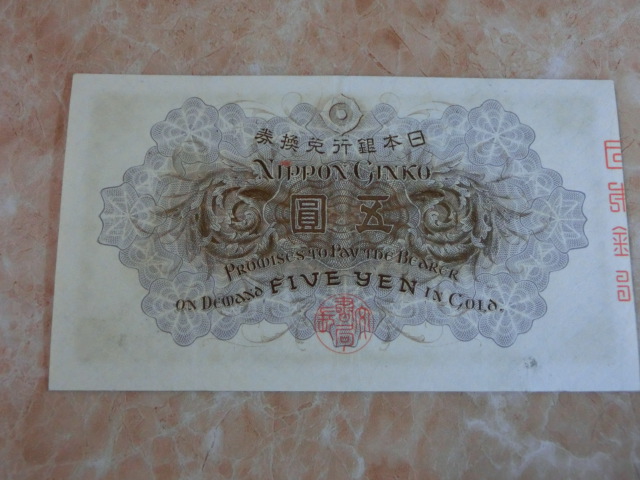 日本銀行兌換券
NIPPON GINKO
五圓
PROMISES TO PAY THE BEARER
ON DEMAND FIVE YEN IN GOLD.